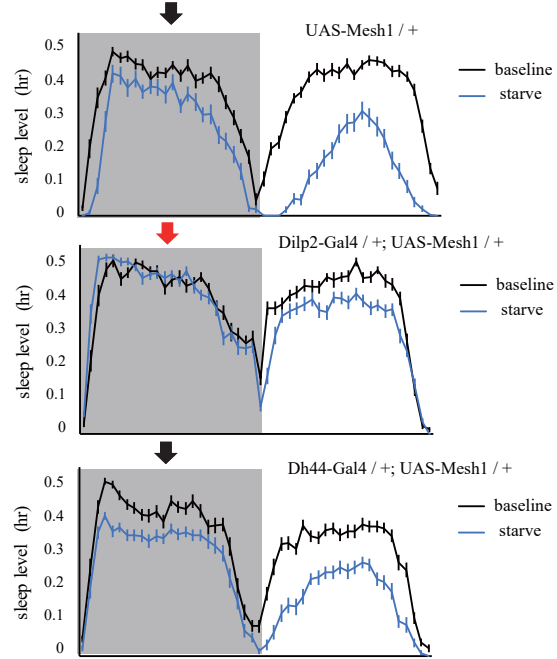 UAS-Mesh1 / +
0.5
0.4
0.3
0.2
0.1
0
sleep level (hr)
baseline
starve
Dilp2-Gal4 / +; UAS-Mesh1 / +
0.5
0.4
0.3
0.2
0.1
0
sleep level (hr)
baseline
starve
Dh44-Gal4 / +; UAS-Mesh1 / +
0.5
0.4
0.3
0.2
0.1
0
sleep level (hr)
baseline
starve